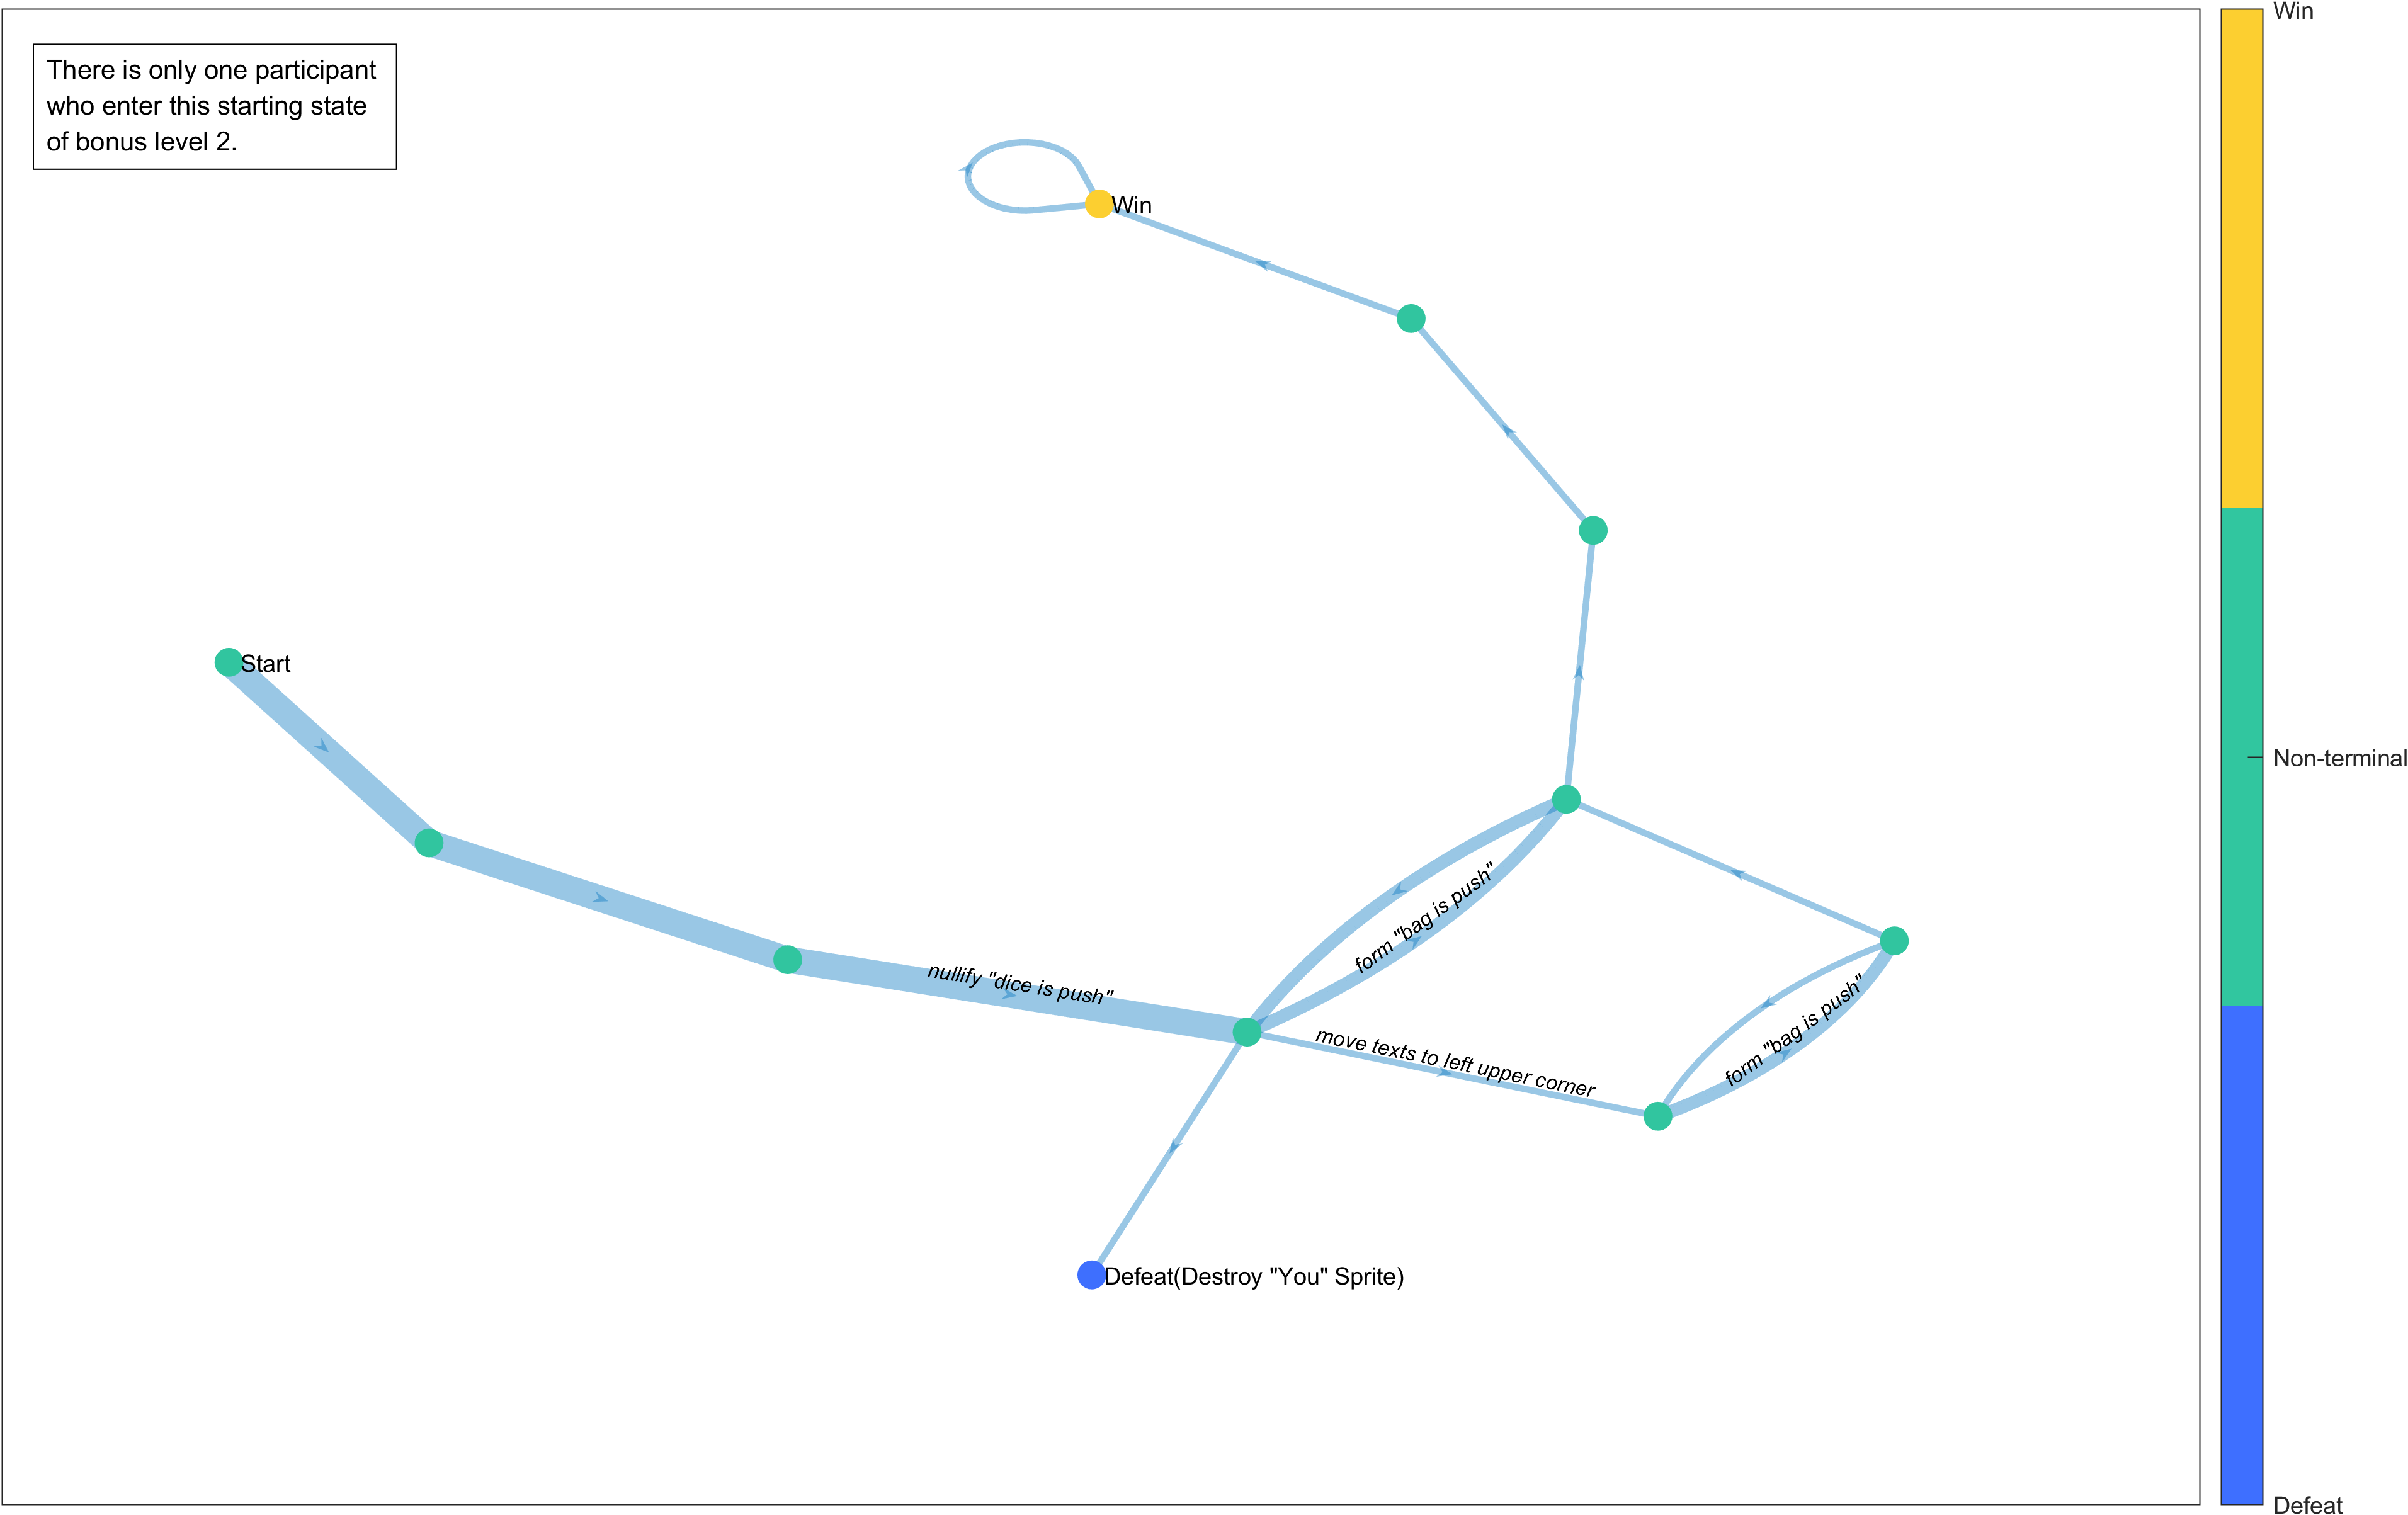 There is only one participant
who enter this starting state
of bonus level 2.
Win
Start
nullify "dice is push"
form "bag is push"
move texts to left upper corner
form "bag is push"
Defeat(Destroy "You" Sprite)
Win
Non-terminal
Defeat